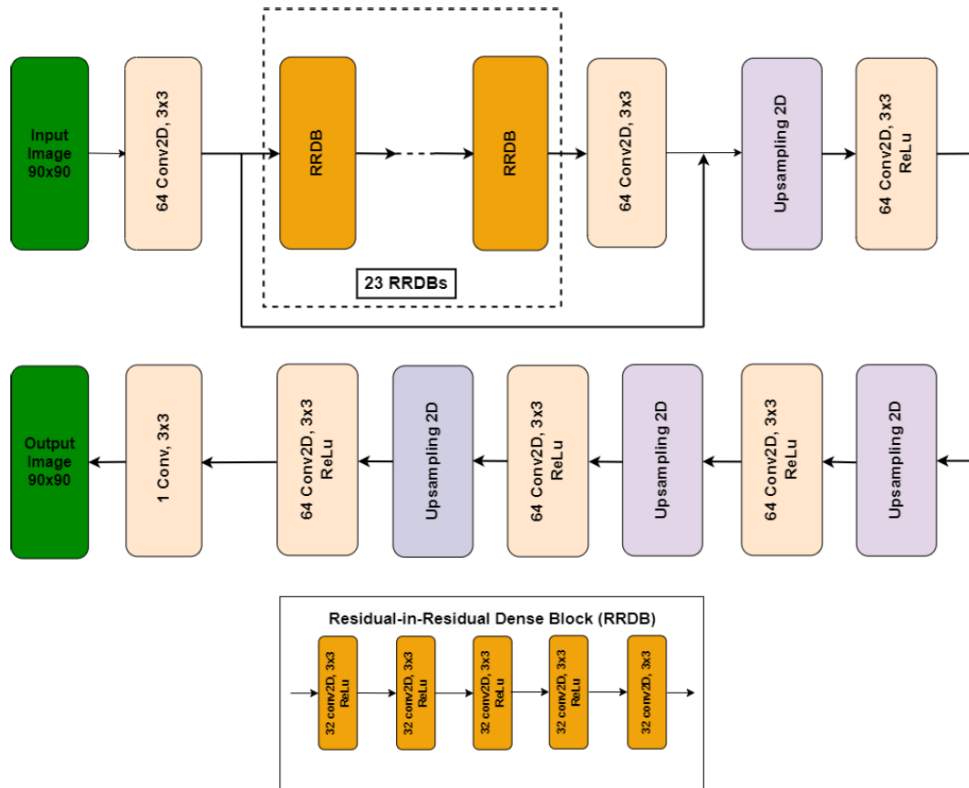 Input
Image
90x90
64 Conv2D, 3x3
RRDB
RRDB
23 RRDBs
64 Conv2D, 3x3
Upsampling 2D
64 Conv2D, 3x3
ReLu
Output
Image
90x90
1 Conv, 3x3
64 Conv2D, 3x3
ReLu
Upsampling 2D
64 Conv2D, 3x3
ReLu
Upsampling 2D
64 Conv2D, 3x3
ReLu
Upsampling 2D
Residual-in-Residual Dense Block (RRDB)
32 conv2D, 3x3
ReLu
32 conv2D, 3x3
ReLu
32 conv2D, 3x3
ReLu
32 conv2D, 3x3
ReLu
32 conv2D, 3x3